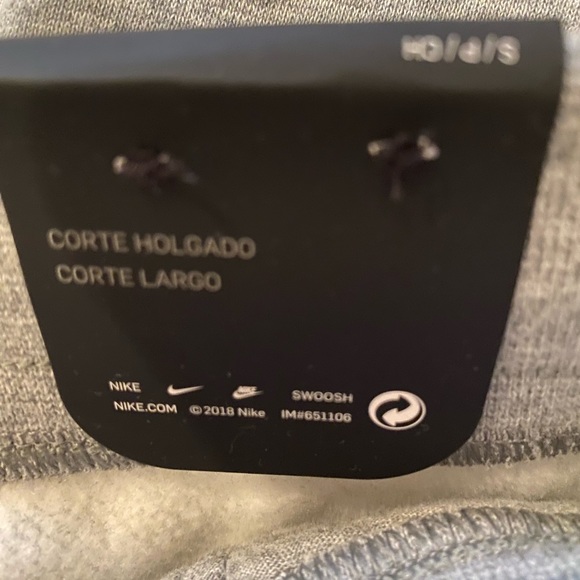 S/P/CH
CORTE HOLGADO
CORTE LARGO
NIKE SWOOSH
NIKE.COM ©2018 Nike IM#651106